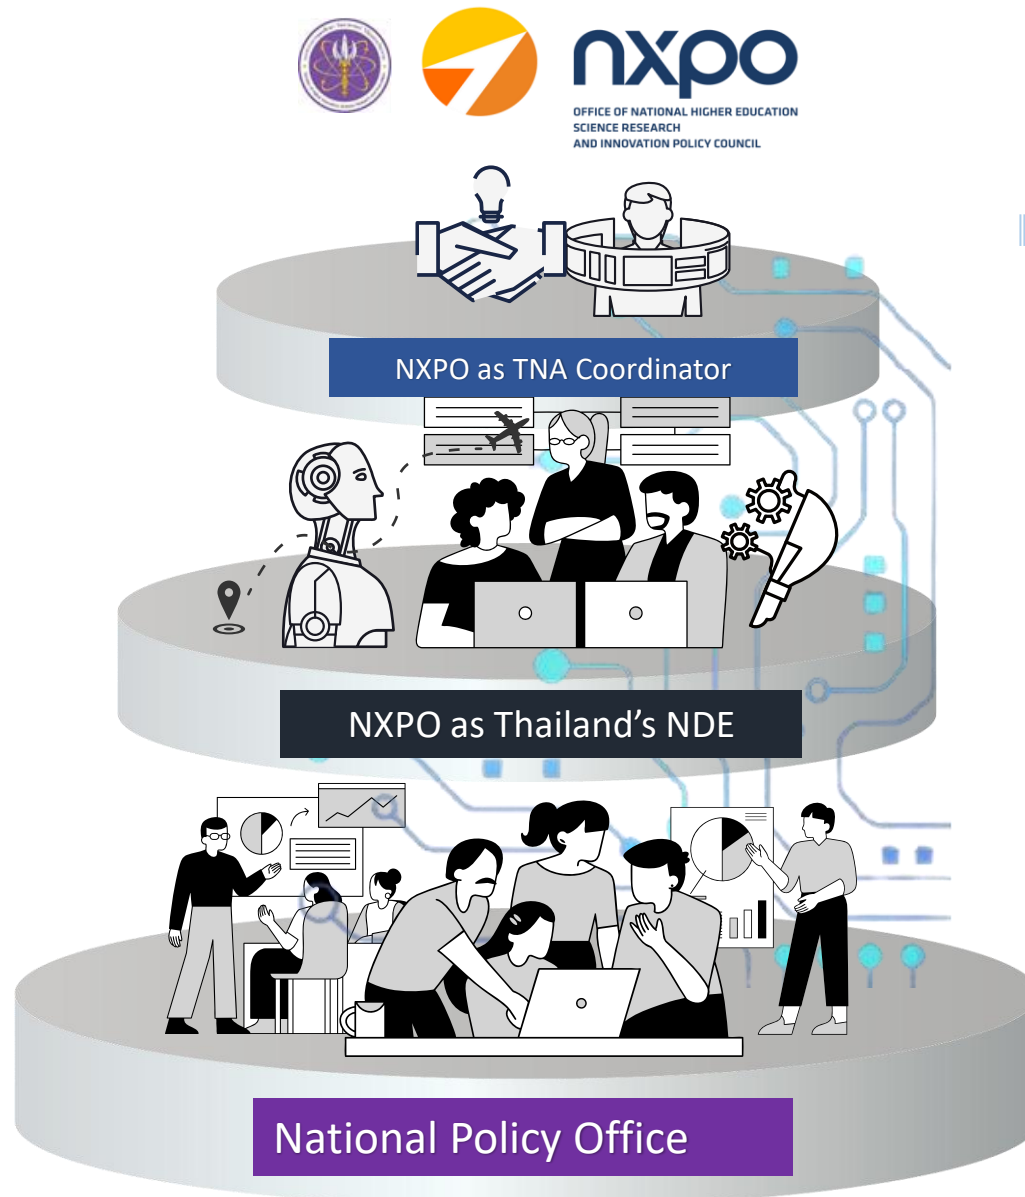 nxpo
OFFICE OF NATIONAL HIGHER EDUCATION
SCIENCE RESEARCH
AND INNOVATION POLICY COUNCIL
NXPO as TNA Coordinator
NXPO as Thailand’s NDE
National Policy Office